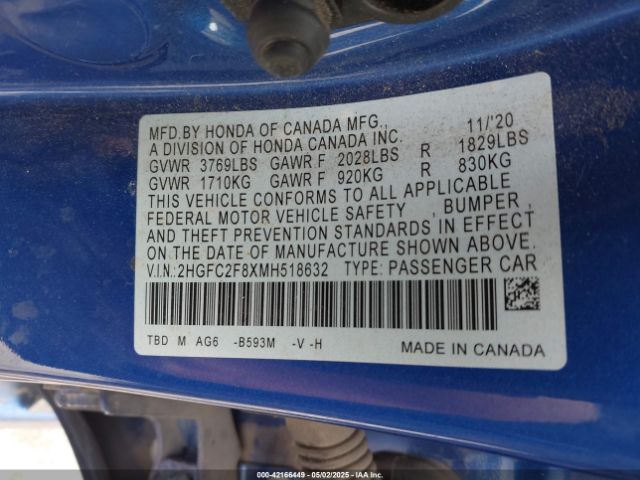 MFD.BY HONDA OF CANADA MFG., 11/'20
A DIVISION OF HONDA CANADA INC.
GVWR 3769LBS GAWR F 2028LBS R 1829LBS
GVWR 1710KG GAWR F 920KG R 830KG
THIS VEHICLE CONFORMS TO ALL APPLICABLE
FEDERAL MOTOR VEHICLE SAFETY , BUMPER ,
AND THEFT PREVENTION STANDARDS IN EFFECT
ON THE DATE OF MANUFACTURE SHOWN ABOVE.
V.I.N.:2HGFC2F8XMH518632 TYPE: PASSENGER CAR
TBD M AG6 -B593M -V -H
MADE IN CANADA
000-42166449 - 05/02/2025 - IAA Inc.